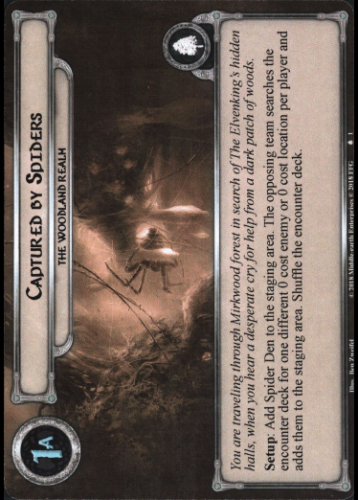 1A
CAPTURED BY SPIDERS
THE WOODLAND REALM
You are traveling through Mirkwood forest in search of The Elvenking's hidden
halls, when you hear a desperate cry for help from a dark patch of woods.
Setup: Add Spider Den to the staging area. The opposing team searches the
encounter deck for one different 0 cost enemy or 0 cost location per player and
adds them to the staging area. Shuffle the encounter deck.
Illus. Ben Zweifel © 2018 Middle-earth Enterprises © 2018 FFG 1